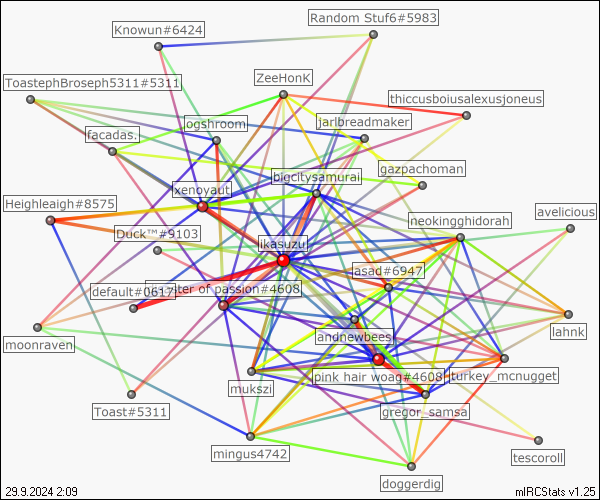 Random Stuf6#5983
Knowun#6424
ZeeHonK
ToastephBroseph5311#5311
thiccusboiusalexusjoneus
ogshroom
jarlbreadmaker
facadas.
gazpachoman
bigcitysamurai
xenoyaut
Heighleaigh#8575
avelicious
neokingghidorah
Duck™#9103
ikasuzu
asad#6947
default#0617
ter of passion#4608
lahnk
moonraven
andnewbees
pink hair woag#4608
turkey_mcnugget
mukszi
Toast#5311
gregor_samsa
mingus4742
tescoroll
doggerdig
29.9.2024 2:09
mIRCStats v1.25